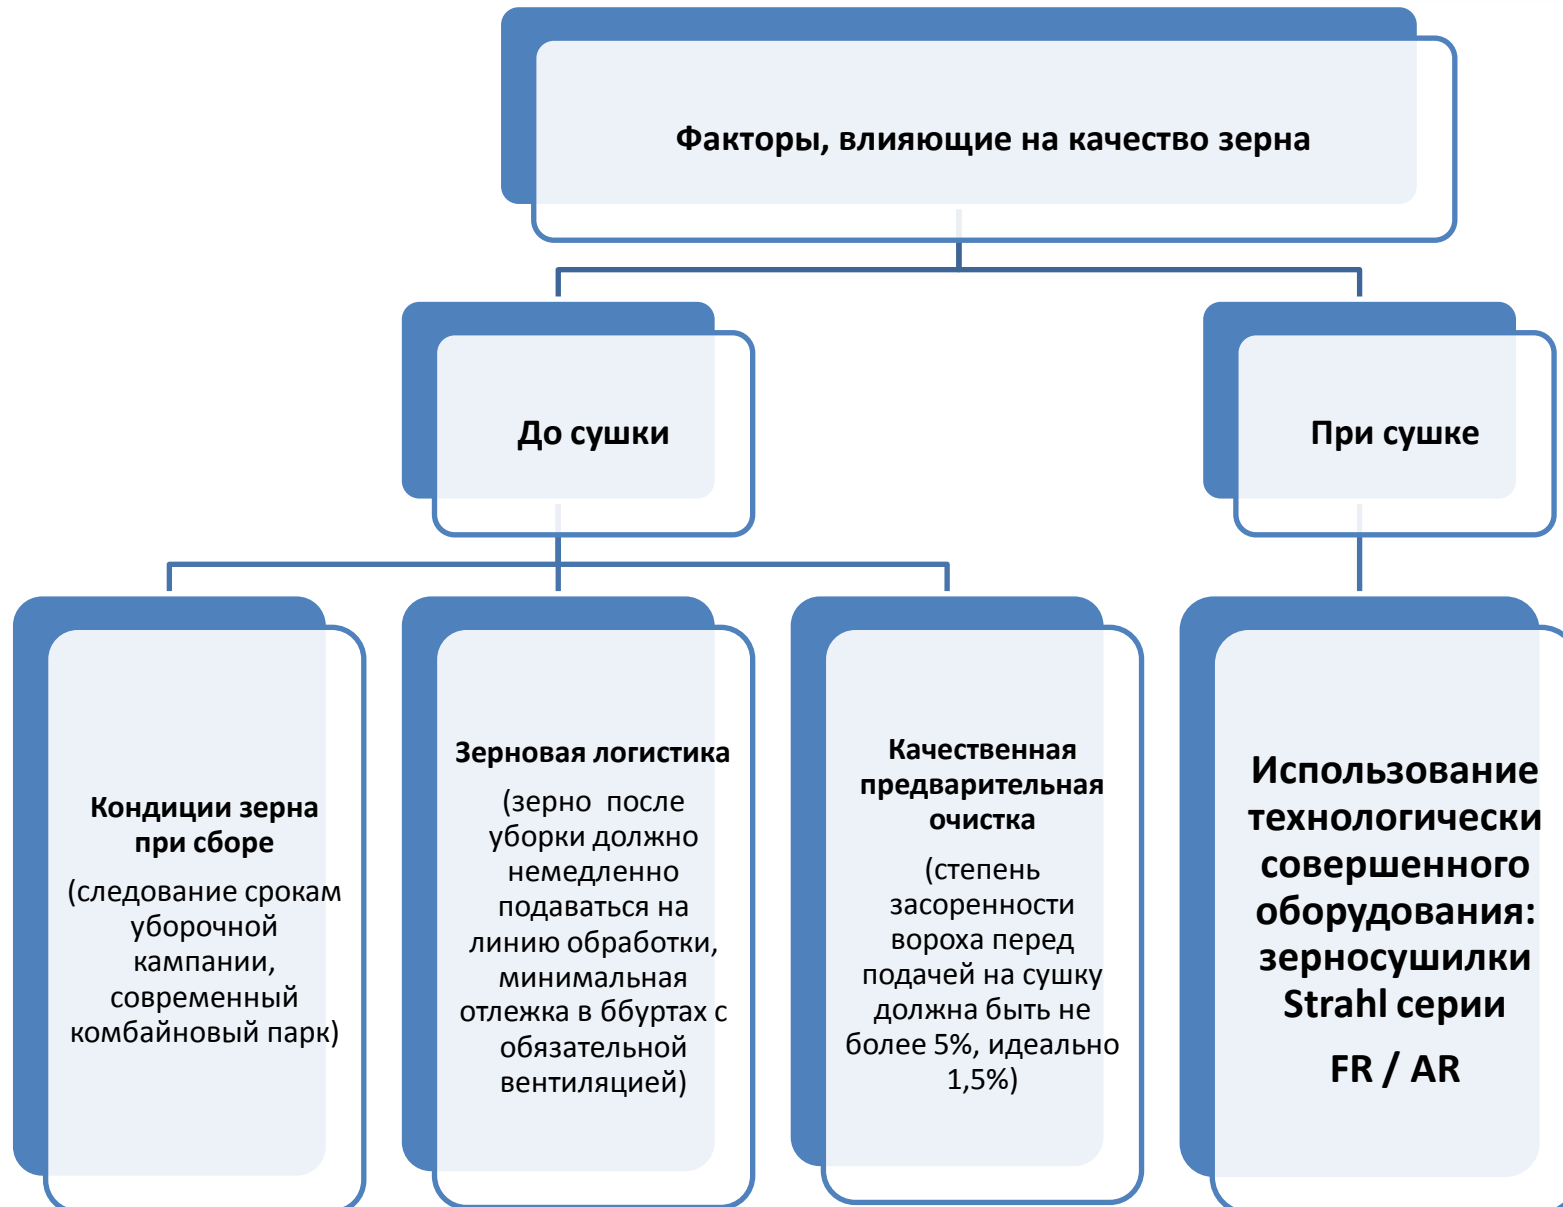 Факторы, влияющие на качество зерна
До сушки
При сушке
Кондиции зерна
при сборе
(следование срокам
уборочной
кампании,
современный
комбайновый парк)
Зерновая логистика
(зерно после
уборки должно
немедленно
подаваться на
линию обработки,
минимальная
отлежка в ббуртах с
обязательной
вентиляцией)
Качественная
предварительная
очистка
(степень
засоренности
вороха перед
подачей на сушку
должна быть не
более 5%, идеально
1,5%)
Использование
технологически
совершенного
оборудования:
зерносушилки
Strahl серии
FR / AR